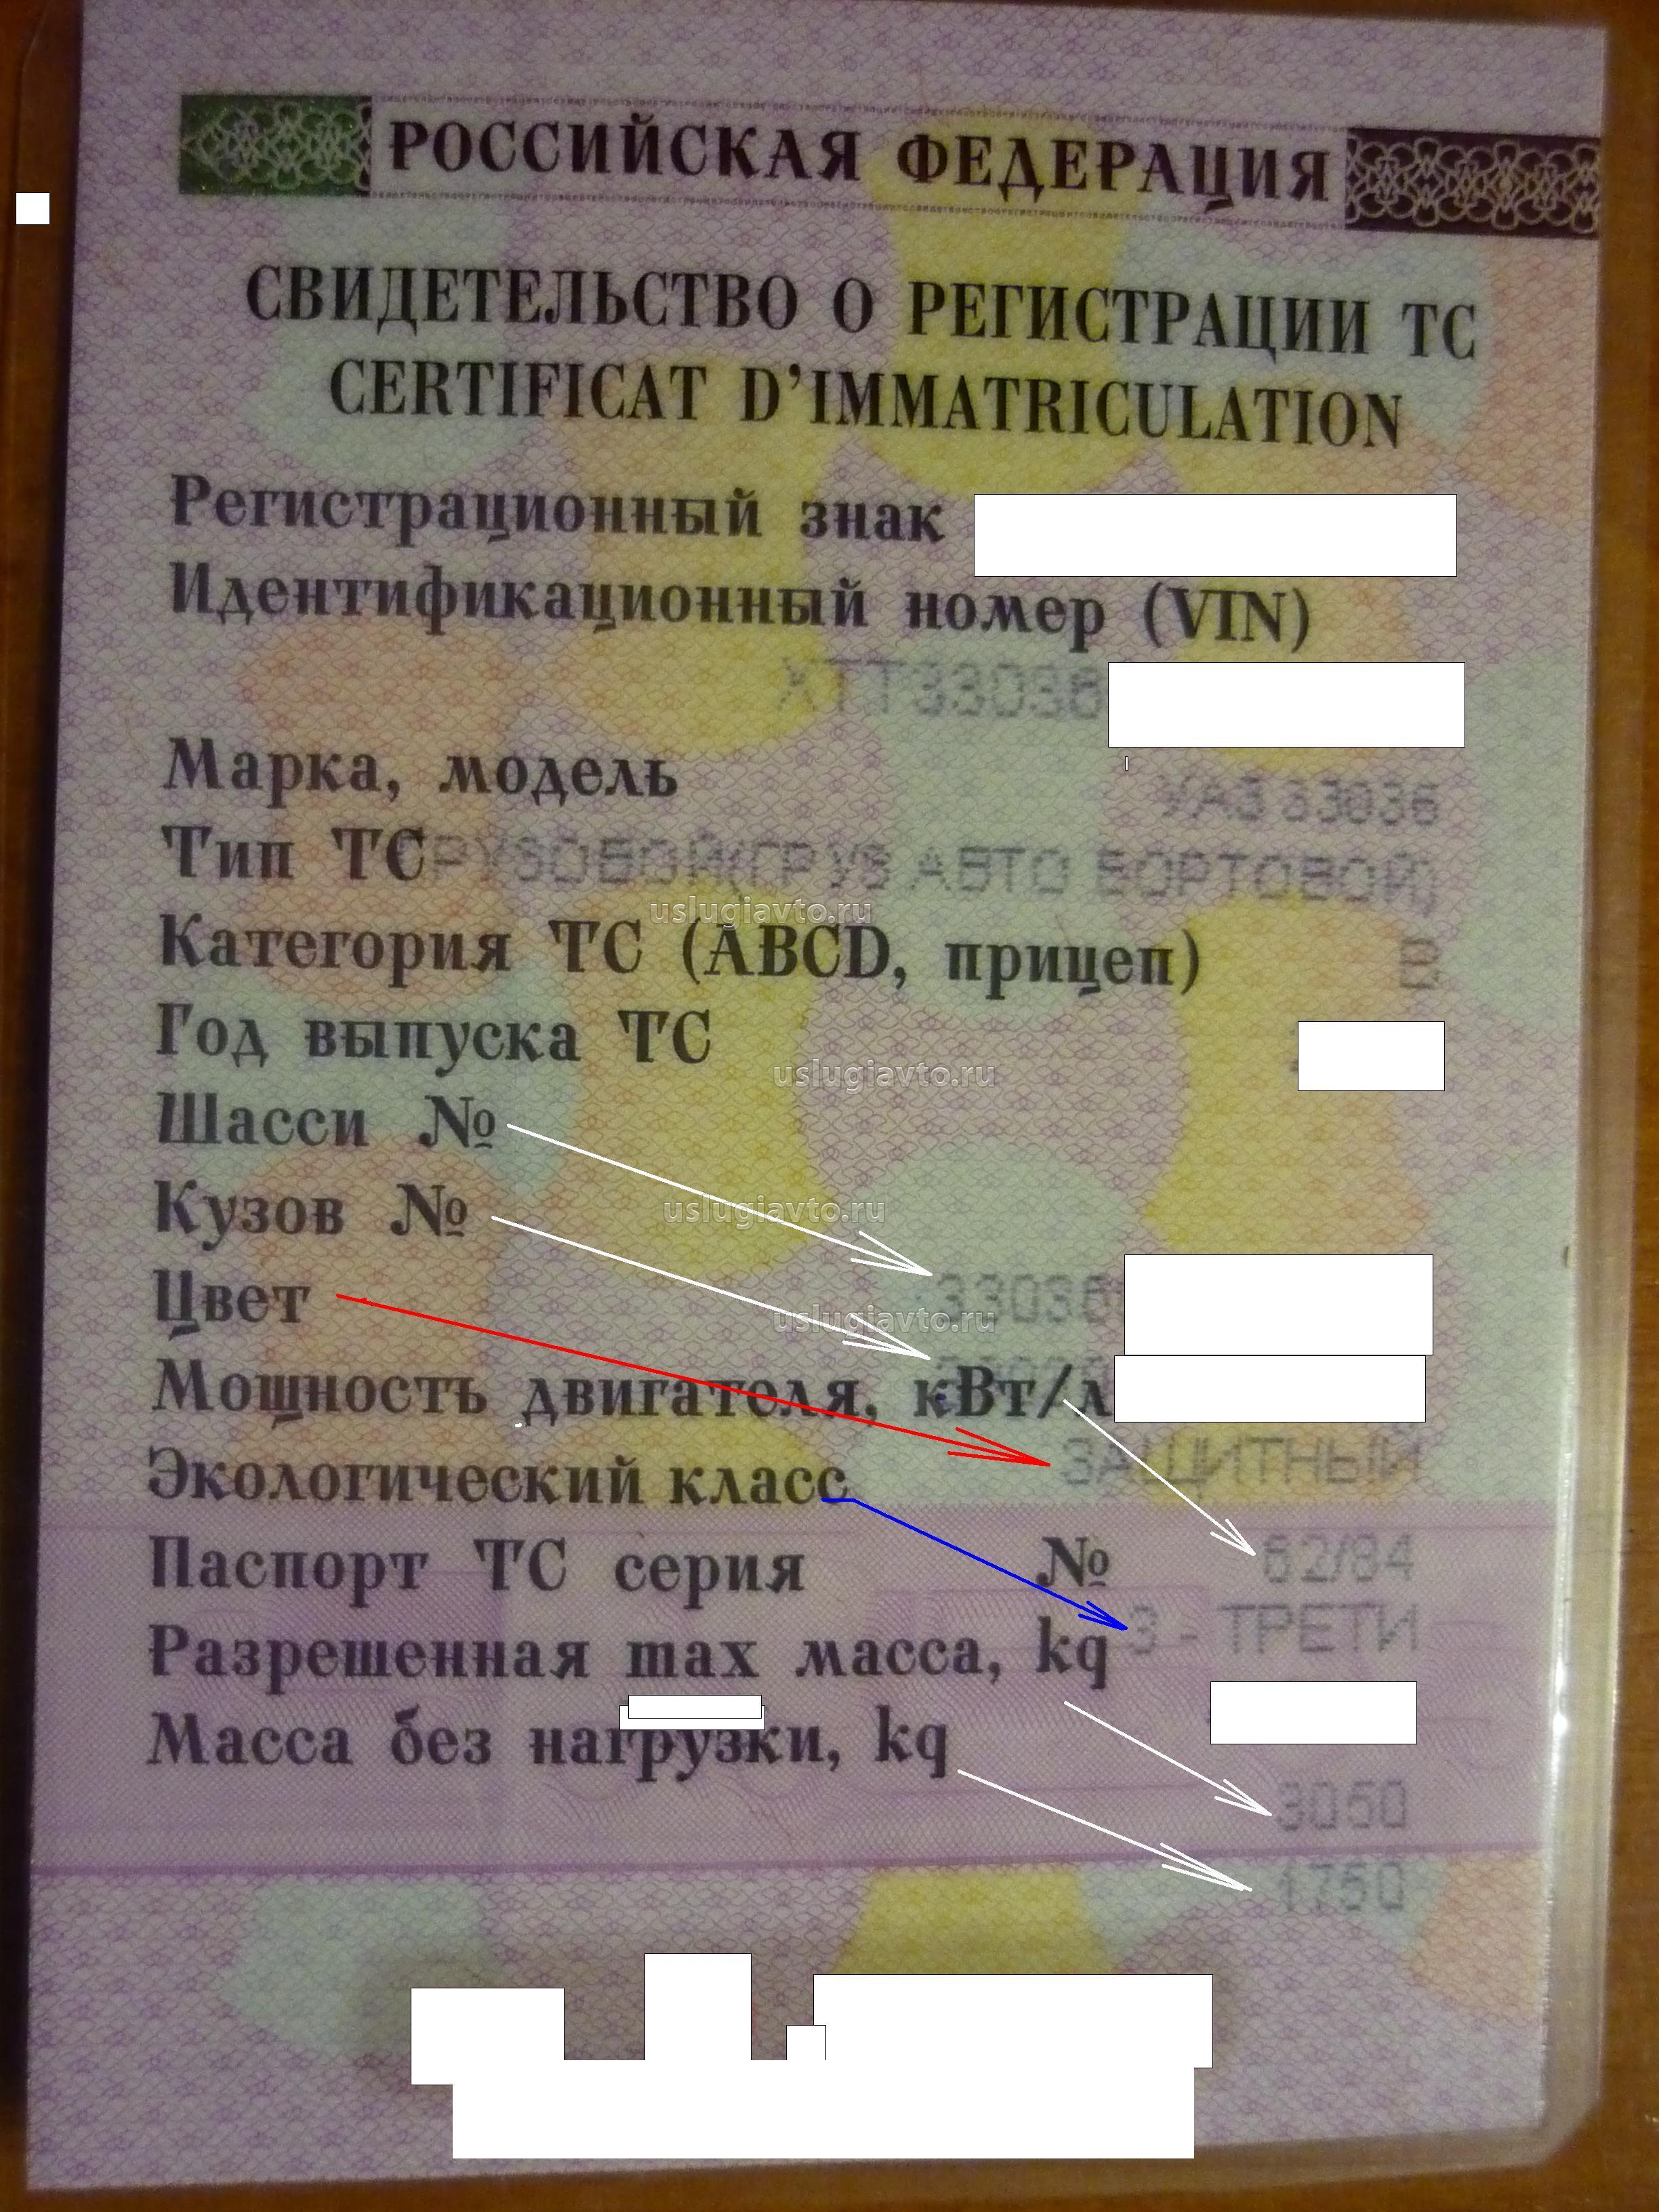 РОССИЙСКАЯ ФЕДЕРАЦИЯ
СВИДЕТЕЛЬСТВО О РЕГИСТРАЦИИ ТС
CERTIFICAT D'IMMATRICULATION
Регистрационный знак
Идентификационный номер (VIN)
XTT33036
Марка, модель
УАЗ 33036
Тип ТС ГРУЗОВОЙ(ГРУЗ АВТО БОРТОВОЙ)
uslugiavto.ru
Категория ТС (ABCD, прицеп) B
Год выпуска ТС
uslugiavto.ru
Шасси №
Кузов №
uslugiavto.ru
Цвет 33036
uslugiavto.ru
Мощность двигателя, кВт/л
ЗАЩИТНЫЙ
Экологический класс
Паспорт ТС серия № 62/84
3 - ТРЕТИ
Разрешенная max масса, kg
Масса без нагрузки, kg
3050
1750